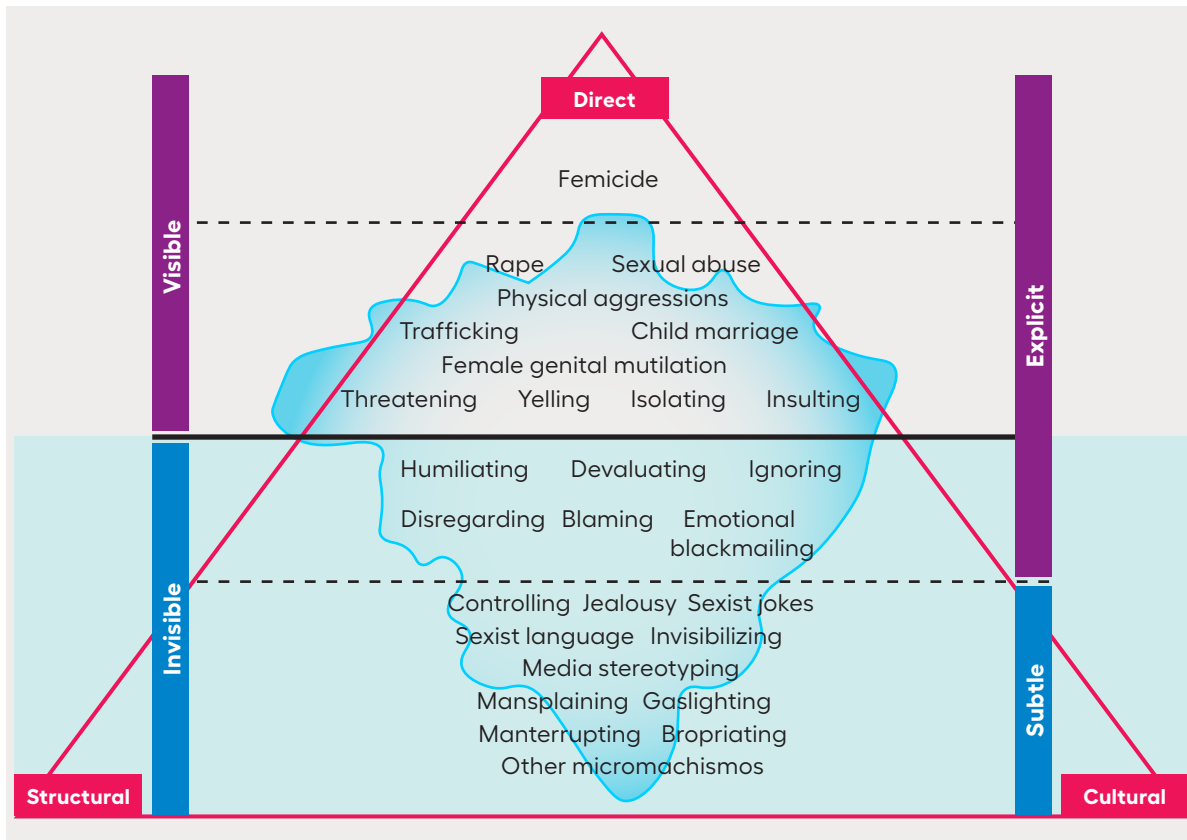 Direct
Femicide
Visible
Explicit
Rape Sexual abuse
Physical aggressions
Trafficking Child marriage
Female genital mutilation
Threatening Yelling Isolating Insulting
Humiliating Devaluating Ignoring
Disregarding Blaming Emotional
blackmailing
Invisible
Subtle
Controlling Jealousy Sexist jokes
Sexist language Invisibilizing
Media stereotyping
Mansplaining Gaslighting
Manterrupting Bropriating
Other micromachismos
Structural
Cultural